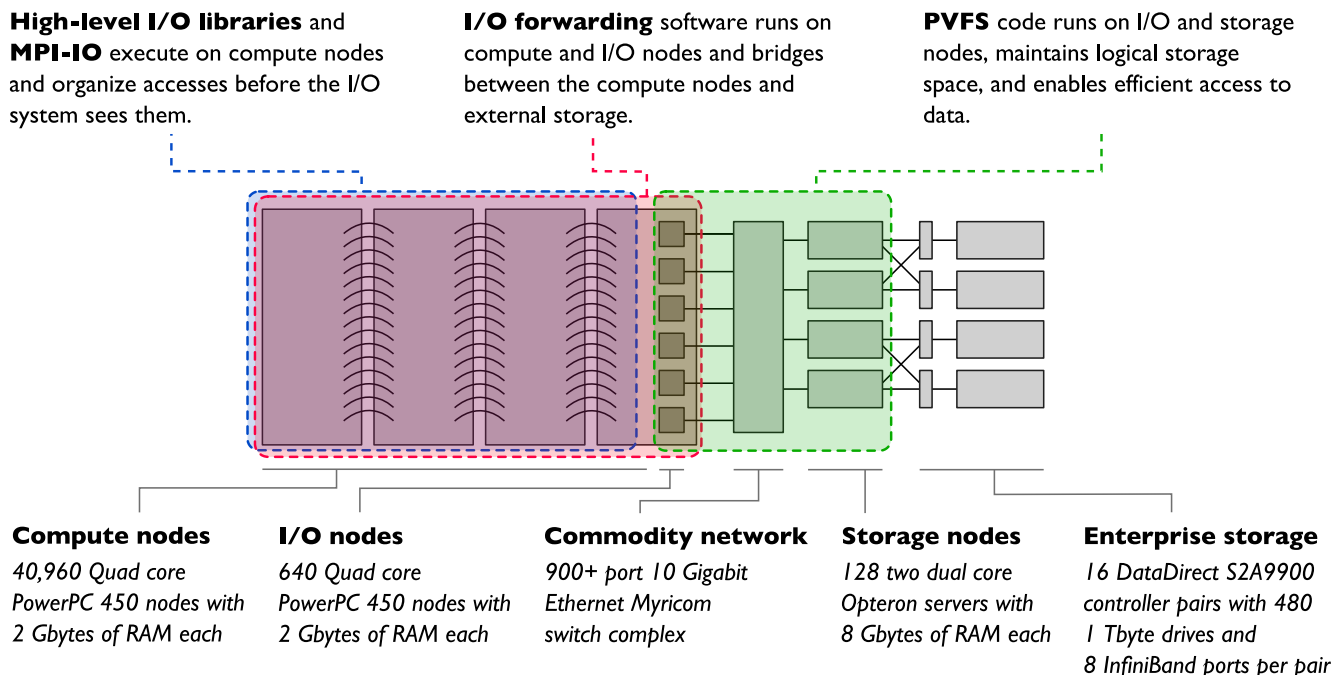 High-level I/O libraries and
MPI-IO execute on compute nodes
and organize accesses before the I/O
system sees them.
I/O forwarding software runs on
compute and I/O nodes and bridges
between the compute nodes and
external storage.
PVFS code runs on I/O and storage
nodes, maintains logical storage
space, and enables efficient access to
data.
Compute nodes
40,960 Quad core
PowerPC 450 nodes with
2 Gbytes of RAM each
I/O nodes
640 Quad core
PowerPC 450 nodes with
2 Gbytes of RAM each
Commodity network
900+ port 10 Gigabit
Ethernet Myricom
switch complex
Storage nodes
128 two dual core
Opteron servers with
8 Gbytes of RAM each
Enterprise storage
16 DataDirect S2A9900
controller pairs with 480
1 Tbyte drives and
8 InfiniBand ports per pair